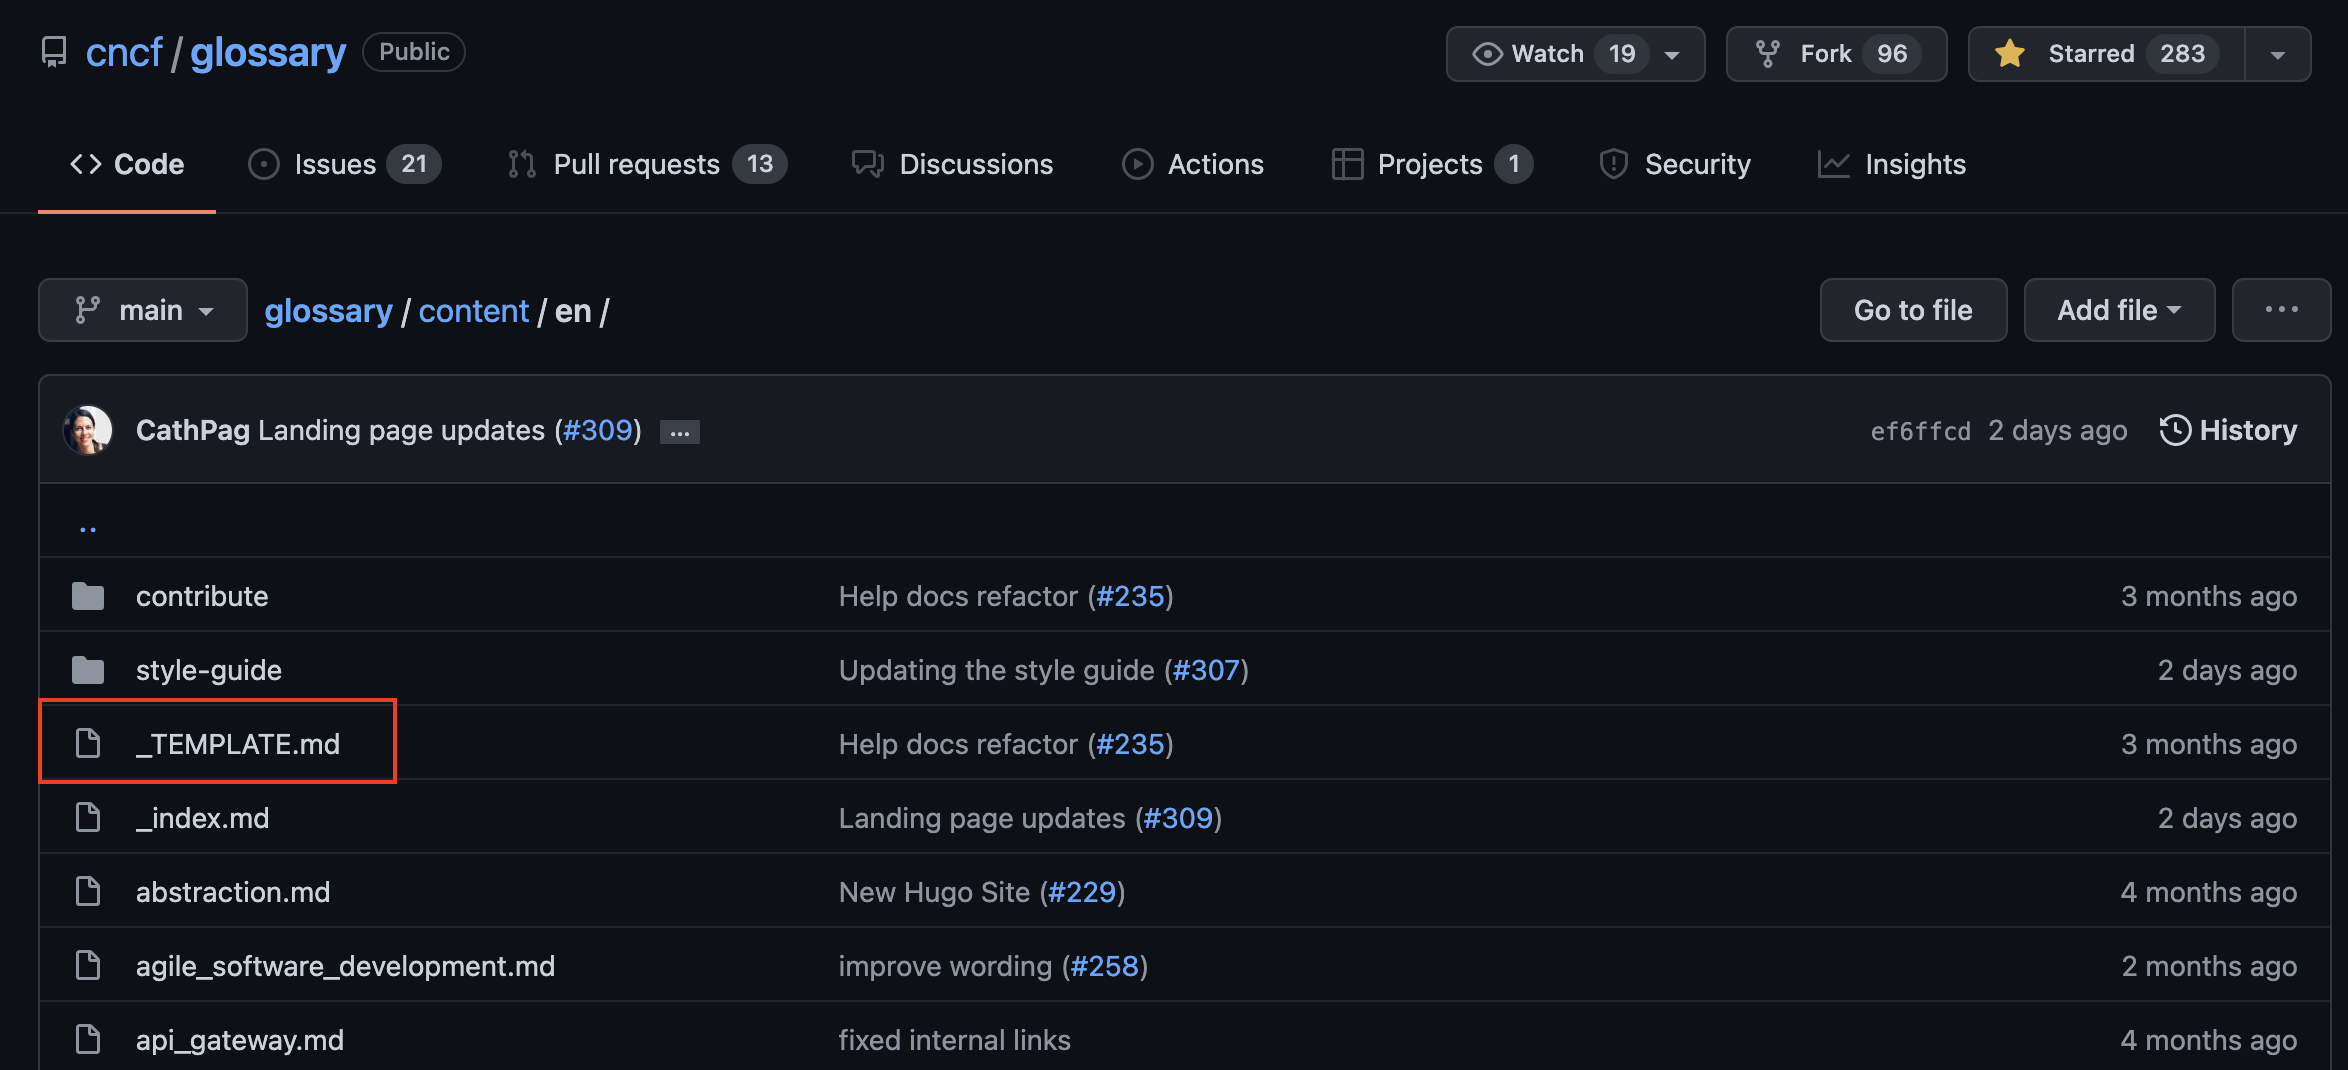 cncf / glossary Public Watch 19 Fork 96 Starred 283
Code Issues 21 Pull requests 13 Discussions Actions Projects 1 Security Insights
main glossary / content / en / Go to file Add file ...
CathPag Landing page updates (#309) ... ef6ffcd 2 days ago History
..
contribute Help docs refactor (#235) 3 months ago
style-guide Updating the style guide (#307) 2 days ago
_TEMPLATE.md Help docs refactor (#235) 3 months ago
_index.md Landing page updates (#309) 2 days ago
abstraction.md New Hugo Site (#229) 4 months ago
agile_software_development.md improve wording (#258) 2 months ago
api_gateway.md fixed internal links 4 months ago